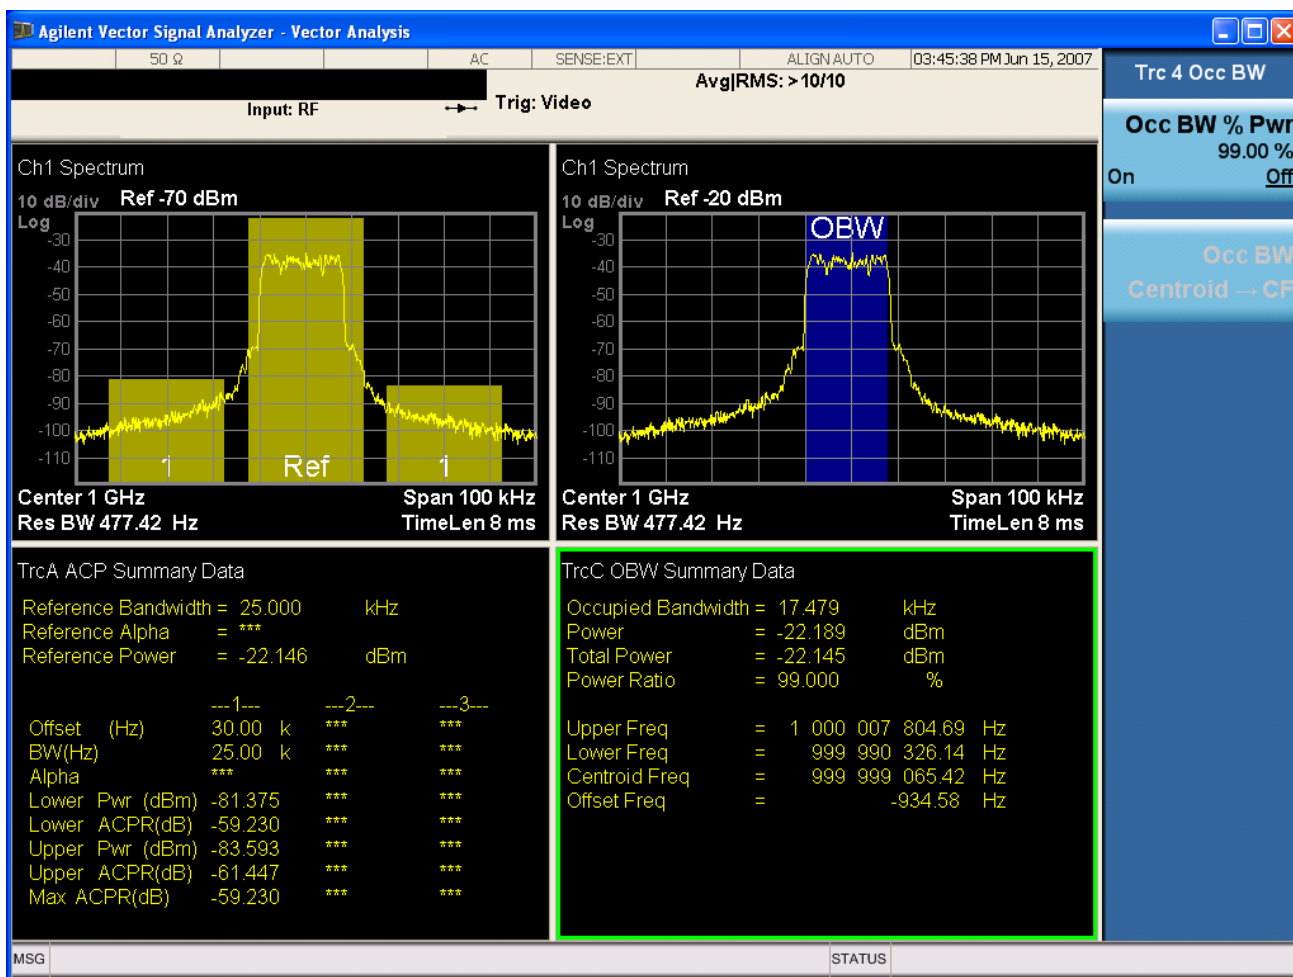 Agilent Vector Signal Analyzer - Vector Analysis
50 Ω AC SENSE:EXT ALIGN AUTO 03:45:38 PM Jun 15, 2007
Avg|RMS: >10/10
Input: RF Trig: Video
Trc 4 Occ BW
Occ BW % Pwr
99.00 %
On Off
Occ BW
Centroid → CF
Ch1 Spectrum
10 dB/div Ref -70 dBm
Log
-30
-40
-50
-60
-70
-80
-90
-100
-110
1 Ref 1
Center 1 GHz Span 100 kHz
Res BW 477.42 Hz TimeLen 8 ms
Ch1 Spectrum
10 dB/div Ref -20 dBm
Log
OBW
-30
-40
-50
-60
-70
-80
-90
-100
-110
Center 1 GHz Span 100 kHz
Res BW 477.42 Hz TimeLen 8 ms
TrcA ACP Summary Data
Reference Bandwidth = 25.000 kHz
Reference Alpha = ***
Reference Power = -22.146 dBm
---1--- ---2--- ---3---
Offset (Hz) 30.00 k *** ***
BW(Hz) 25.00 k *** ***
Alpha *** *** ***
Lower Pwr (dBm) -81.375 *** ***
Lower ACPR(dB) -59.230 *** ***
Upper Pwr (dBm) -83.593 *** ***
Upper ACPR(dB) -61.447 *** ***
Max ACPR(dB) -59.230 *** ***
TrcC OBW Summary Data
Occupied Bandwidth = 17.479 kHz
Power = -22.189 dBm
Total Power = -22.145 dBm
Power Ratio = 99.000 %
Upper Freq = 1 000 007 804.69 Hz
Lower Freq = 999 990 326.14 Hz
Centroid Freq = 999 999 065.42 Hz
Offset Freq = -934.58 Hz
MSG STATUS